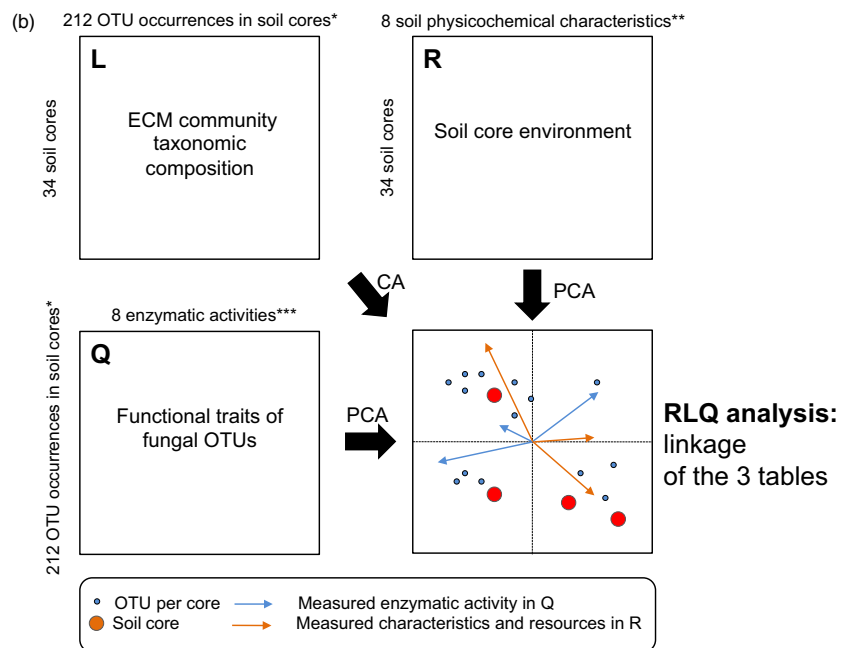 (b)
212 OTU occurrences in soil cores*
8 soil physicochemical characteristics**
34 soil cores
L
ECM community
taxonomic
composition
34 soil cores
R
Soil core environment
CA
PCA
212 OTU occurrences in soil cores*
8 enzymatic activities***
Q
Functional traits of
fungal OTUs
PCA
RLQ analysis:
linkage
of the 3 tables
OTU per core
Measured enzymatic activity in Q
Soil core
Measured characteristics and resources in R